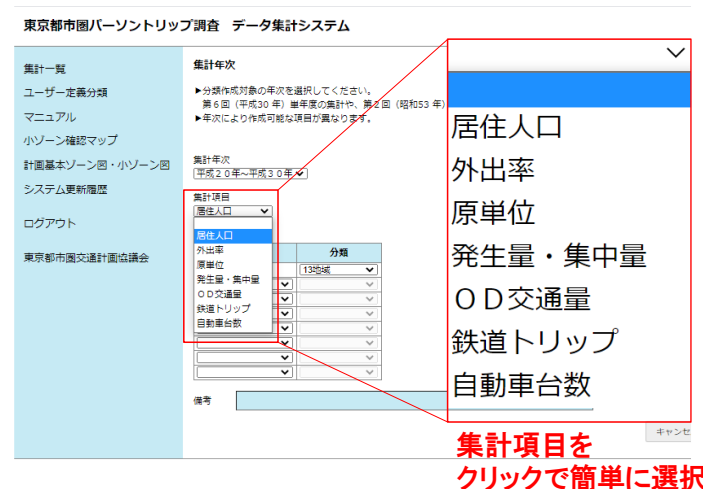 東京都市圏パーソントリップ調査　データ集計システム
集計一覧
ユーザー定義分類
マニュアル
小ゾーン確認マップ
計画基本ゾーン図・小ゾーン図
システム更新履歴
ログアウト
東京都市圏交通計画協議会
集計年次
▶分類作成対象の年次を選択してください。
第６回（平成30 年）単年度の集計や、第2回（昭和53 年）
▶年次により作成可能な項目が異なります。
集計年次
平成２０年～平成３０年
集計項目
居住人口
居住人口
外出率
原単位
発生量・集中量
ＯＤ交通量
鉄道トリップ
自動車台数
分類
13地域
備考
居住人口
外出率
原単位
発生量・集中量
ＯＤ交通量
鉄道トリップ
自動車台数
キャンセ
集計項目を
クリックで簡単に選択